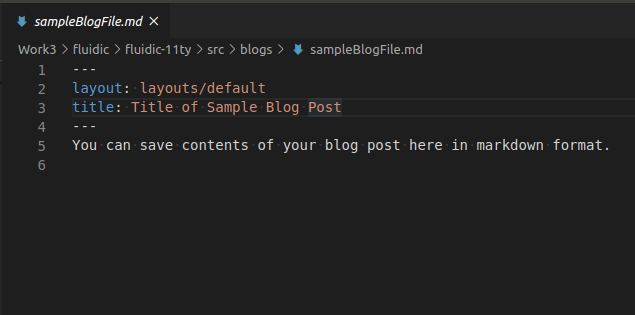 sampleBlogFile.md ×
Work3 > fluidic > fluidic-11ty > src > blogs > sampleBlogFile.md
1 ---
2 layout: layouts/default
3 title: Title of Sample Blog Post
4 ---
5 You can save contents of your blog post here in markdown format.
6